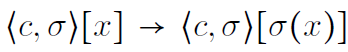 ⟨c, σ⟩[x] → ⟨c, σ⟩[σ(x)]